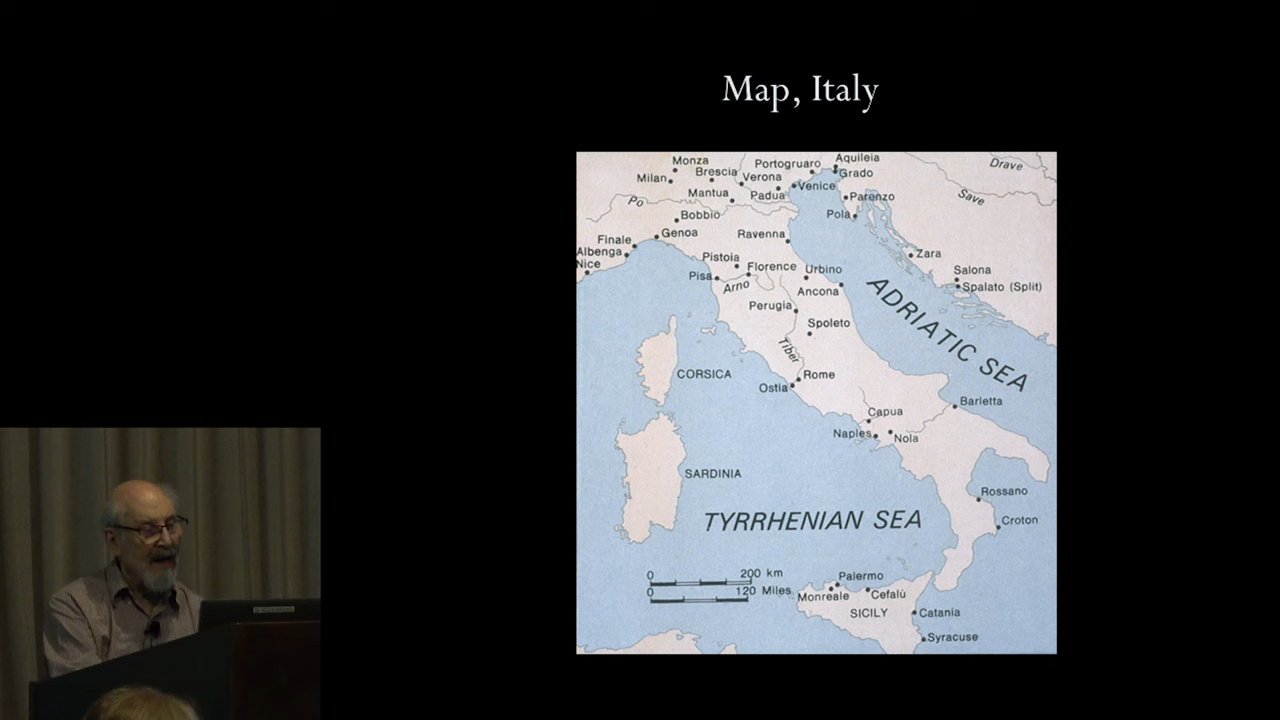 Map, Italy
Monza
Milan
Brescia
Verona
Portogruaro
Aquileia
Grado
Mantua
Padua
Venice
Parenzo
Pola
Drave
Save
Po
Bobbio
Genoa
Ravenna
Finale
Albenga
Nice
Pistoia
Florence
Urbino
Pisa
Arno
Ancona
Zara
Salona
Spalato (Split)
Perugia
Spoleto
ADRIATIC SEA
Tiber
CORSICA
Rome
Ostia
Barletta
Capua
Naples
Nola
SARDINIA
Rossano
TYRRHENIAN SEA
Croton
0 200 km
0 120 Miles
Palermo
Monreale
Cefalù
SICILY
Catania
Syracuse